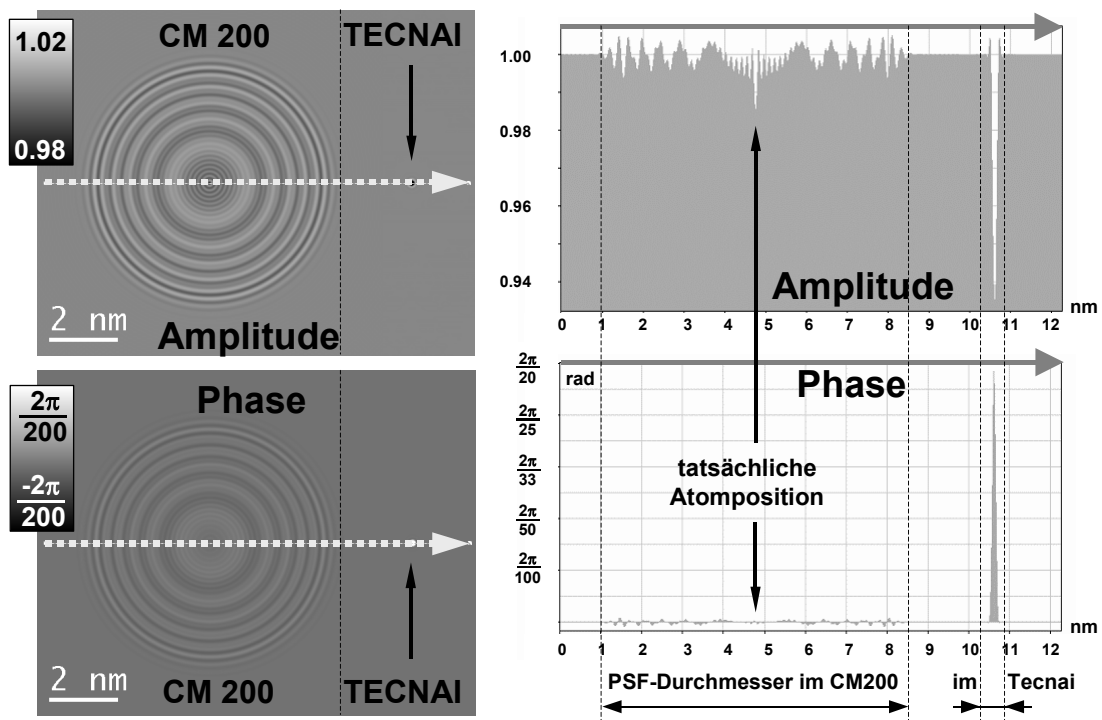 1.02
0.98
CM 200
TECNAI
2 nm
Amplitude
2π
200
-2π
200
Phase
2 nm
CM 200
TECNAI
1.00
0.98
0.96
0.94
Amplitude
0 1 2 3 4 5 6 7 8 9 10 11 12
nm
2π
20
2π
25
2π
33
2π
50
2π
100
rad
Phase
tatsächliche
Atomposition
0 1 2 3 4 5 6 7 8 9 10 11 12
nm
PSF-Durchmesser im CM200
im Tecnai